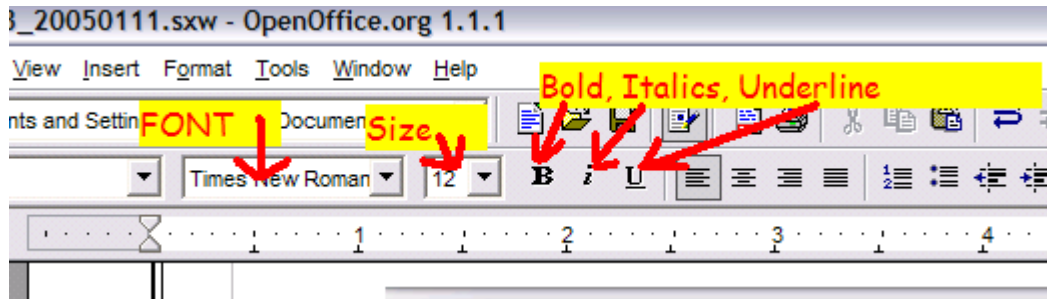 3_20050111.sxw - OpenOffice.org 1.1.1
View Insert Format Tools Window Help
Bold, Italics, Underline
nts and Settin
FONT
Documen
Size
Times New Roman 12 B i U
1 2 3 4